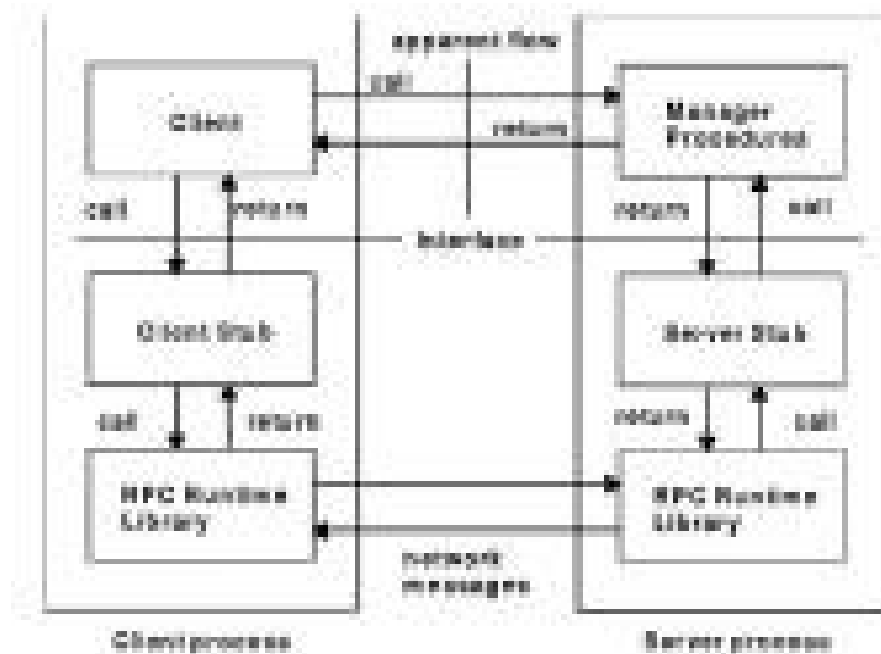 apparent flow
call
Client
Manager
Procedures
return
call
return
return
call
Interface
Client Stub
Server Stub
call
return
return
call
RPC Runtime
Library
RPC Runtime
Library
network
messages
Client process
Server process